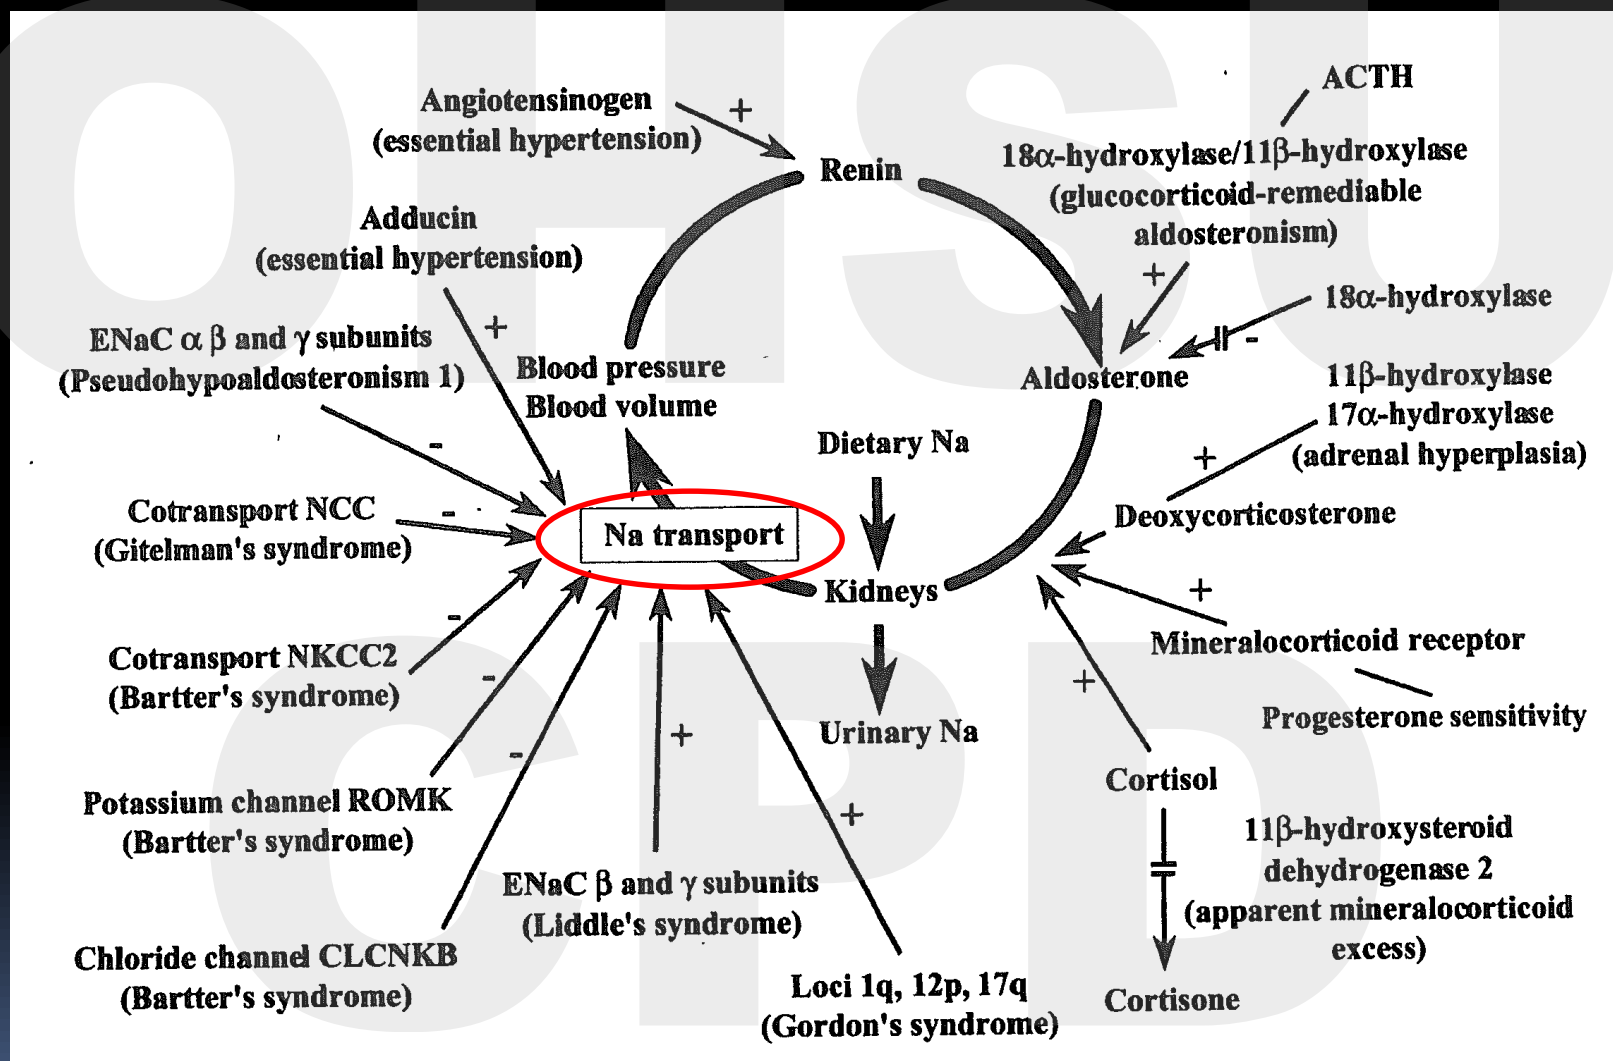 OHSU
CPD
ACTH
Angiotensinogen
(essential hypertension)
+
Renin
18α-hydroxylase/11β-hydroxylase
(glucocorticoid-remediable
aldosteronism)
+
Adducin
(essential hypertension)
+
18α-hydroxylase
-
ENaC α β and γ subunits
(Pseudohypoaldosteronism 1)
-
Blood pressure
Blood volume
Aldosterone
11β-hydroxylase
17α-hydroxylase
(adrenal hyperplasia)
+
Dietary Na
Cotransport NCC
(Gitelman's syndrome)
-
Na transport
Deoxycorticosterone
Kidneys
+
Mineralocorticoid receptor
Progesterone sensitivity
Cotransport NKCC2
(Bartter's syndrome)
-
Urinary Na
+
Cortisol
Potassium channel ROMK
(Bartter's syndrome)
-
11β-hydroxysteroid
dehydrogenase 2
(apparent mineralocorticoid
excess)
Cortisone
ENaC β and γ subunits
(Liddle's syndrome)
+
Chloride channel CLCNKB
(Bartter's syndrome)
-
Loci 1q, 12p, 17q
(Gordon's syndrome)
+